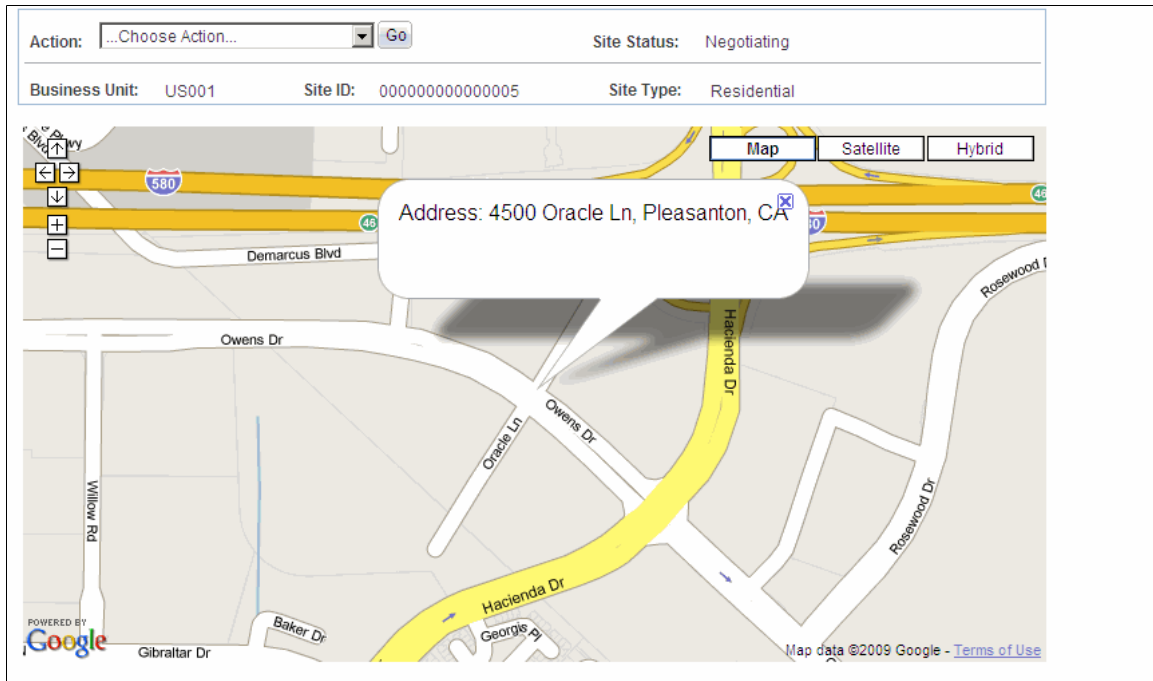 Action: ...Choose Action... Go Site Status: Negotiating
Business Unit: US001 Site ID: 000000000000005 Site Type: Residential
Map Satellite Hybrid
580
46
46
Address: 4500 Oracle Ln, Pleasanton, CA
Demarcus Blvd
Rosewood
Owens Dr
Hacienda Dr
Owens Dr
Oracle Ln
Willow Rd
Rosewood Dr
Hacienda Dr
Baker Dr
Georgis Pl
Gibraltar Dr
POWERED BY
Google
Map data ©2009 Google - Terms of Use